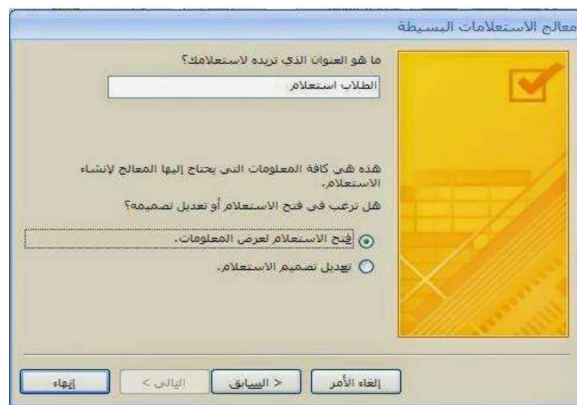 معالج الاستعلامات البسيطة
ما هو العنوان الذي تريده لاستعلامك؟
الطلاب استعلام
هذه هي كافة المعلومات التي يحتاج إليها المعالج لإنشاء
الاستعلام.
هل ترغب في فتح الاستعلام أو تعديل تصميمه؟
فتح الاستعلام لعرض المعلومات.
تعديل تصميم الاستعلام.
إلغاء الأمر
< السابق
التالي >
إنهاء